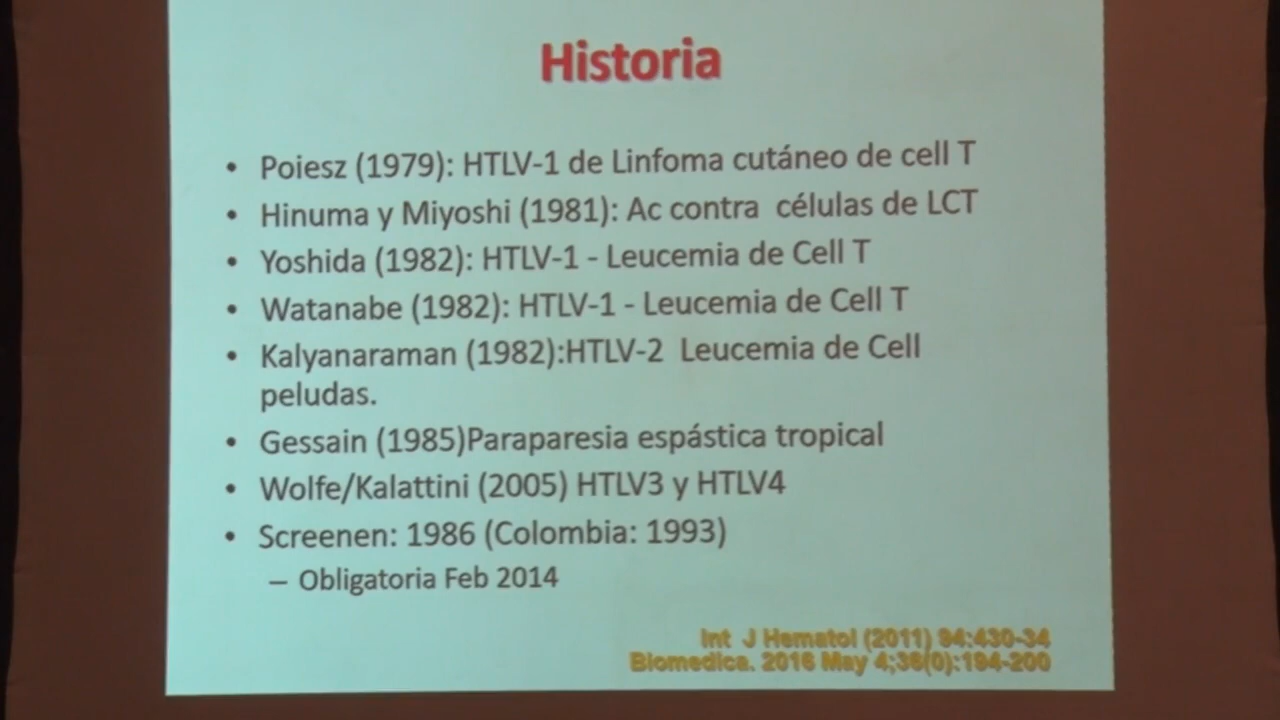 Historia
• Poiesz (1979): HTLV-1 de Linfoma cutáneo de cell T
• Hinuma y Miyoshi (1981): Ac contra células de LCT
• Yoshida (1982): HTLV-1 - Leucemia de Cell T
• Watanabe (1982): HTLV-1 - Leucemia de Cell T
• Kalyanaraman (1982):HTLV-2 Leucemia de Cell
peludas.
• Gessain (1985)Paraparesia espástica tropical
• Wolfe/Kalattini (2005) HTLV3 y HTLV4
• Screenen: 1986 (Colombia: 1993)
– Obligatoria Feb 2014
Int J Hematol (2011) 94:430-34
Biomedica. 2016 May 4;36(0):194-200